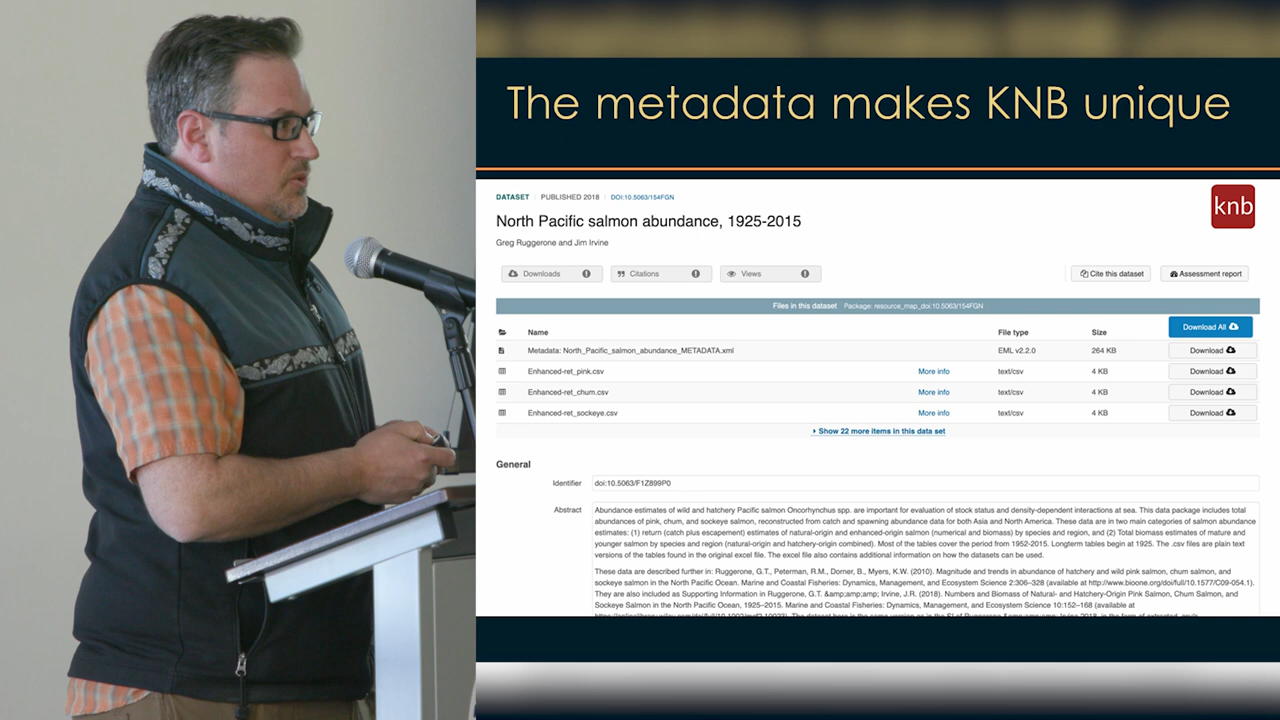 The metadata makes KNB unique
DATASET | PUBLISHED 2018 | DOI:10.5063/154FGN
knb
North Pacific salmon abundance, 1925-2015
Greg Ruggerone and Jim Irvine
Downloads Citations Views Cite this dataset Assessment report
Files in this dataset Package: resource_map_doi:10.5063/154FGN
Name File type Size Download All
Metadata: North_Pacific_salmon_abundance_METADATA.xml EML v2.2.0 264 KB Download
Enhanced-ret_pink.csv More info text/csv 4 KB Download
Enhanced-ret_chum.csv More info text/csv 4 KB Download
Enhanced-ret_sockeye.csv More info text/csv 4 KB Download
Show 22 more items in this data set
General
Identifier doi:10.5063/F1Z899P0
Abstract Abundance estimates of wild and hatchery Pacific salmon Oncorhynchus spp. are important for evaluation of stock status and density-dependent interactions at sea. This data package includes total
abundances of pink, chum, and sockeye salmon, reconstructed from catch and spawning abundance data for both Asia and North America. These data are in two main categories of salmon abundance
estimates: (1) return (catch plus escapement) estimates of natural-origin and enhanced-origin salmon (numerical and biomass) by species and region, and (2) Total biomass estimates of mature and
younger salmon by species and region (natural-origin and hatchery-origin combined). Most of the tables cover the period from 1952-2015. Longterm tables begin at 1925. The .csv files are plain text
versions of the tables found in the original excel file. The excel file also contains additional information on how the datasets can be used.
These data are described further in: Ruggerone, G.T., Peterman, R.M., Dorner, B., Myers, K.W. (2010). Magnitude and trends in abundance of hatchery and wild pink salmon, chum salmon, and
sockeye salmon in the North Pacific Ocean. Marine and Coastal Fisheries: Dynamics, Management, and Ecosystem Science 2:306–328 (available at http://www.bioone.org/doi/full/10.1577/C09-054.1).
They are also included as Supporting Information in Ruggerone, G.T. &amp;amp;amp; Irvine, J.R. (2018). Numbers and Biomass of Natural- and Hatchery-Origin Pink Salmon, Chum Salmon, and
Sockeye Salmon in the North Pacific Ocean, 1925–2015. Marine and Coastal Fisheries: Dynamics, Management, and Ecosystem Science 10:152–168 (available at